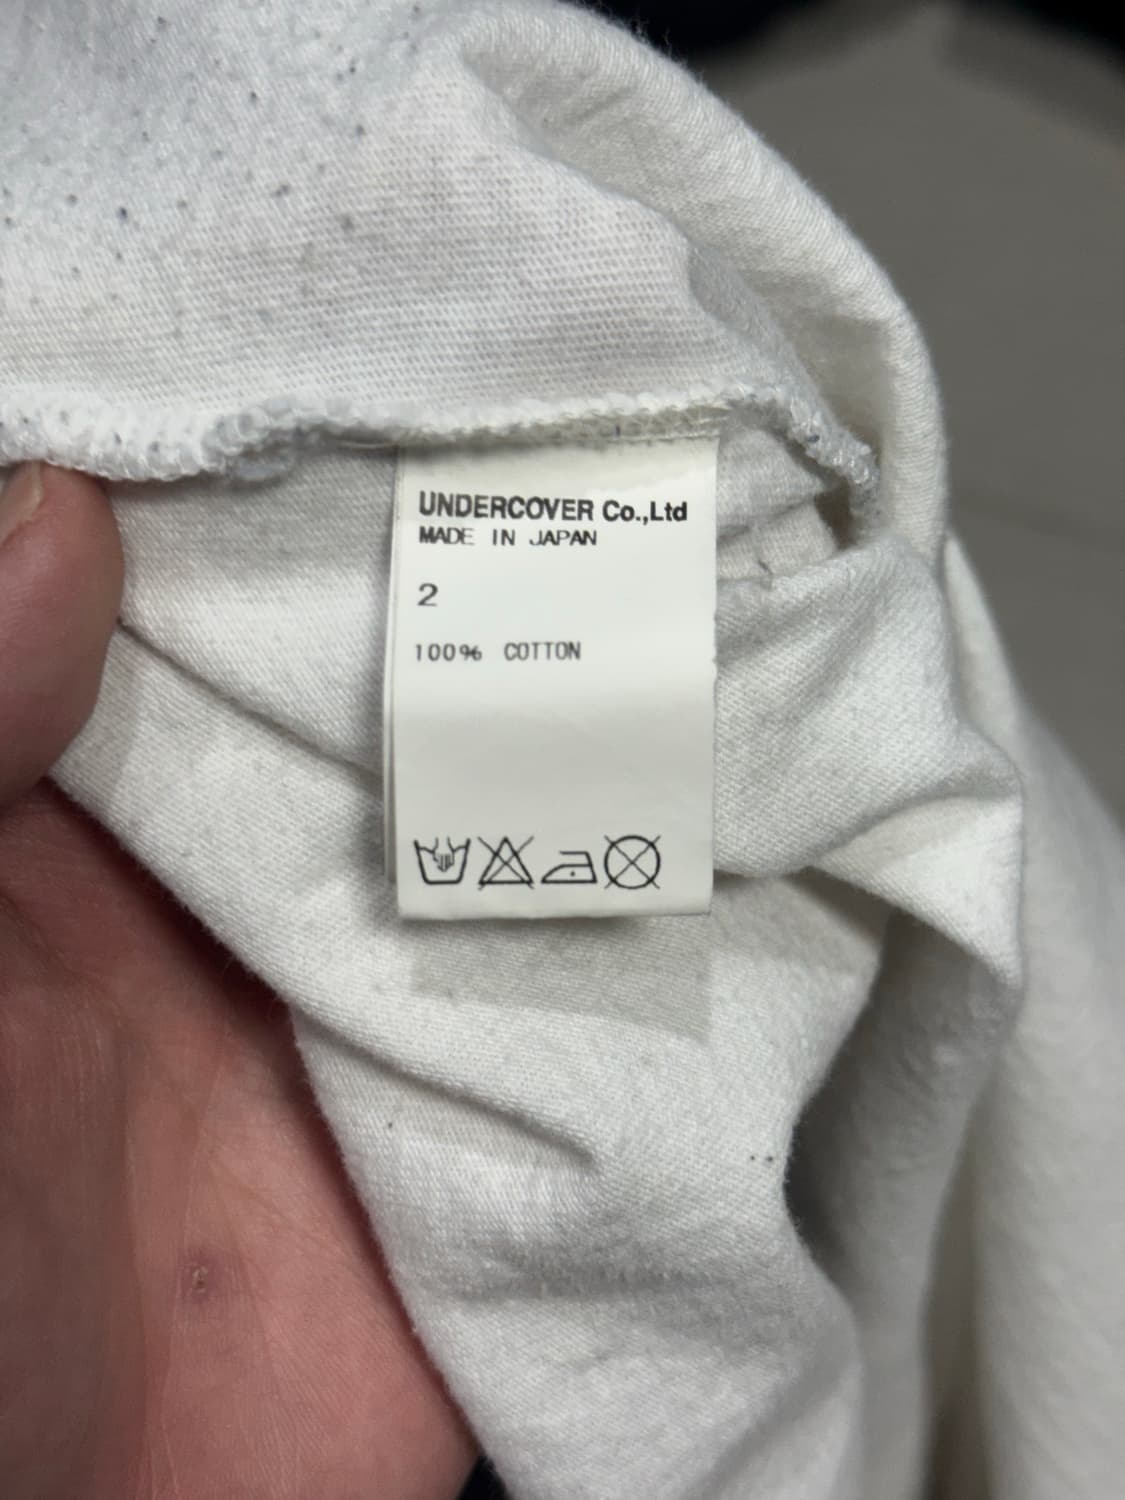 UNDERCOVER Co.,Ltd
MADE IN JAPAN
2
100% COTTON